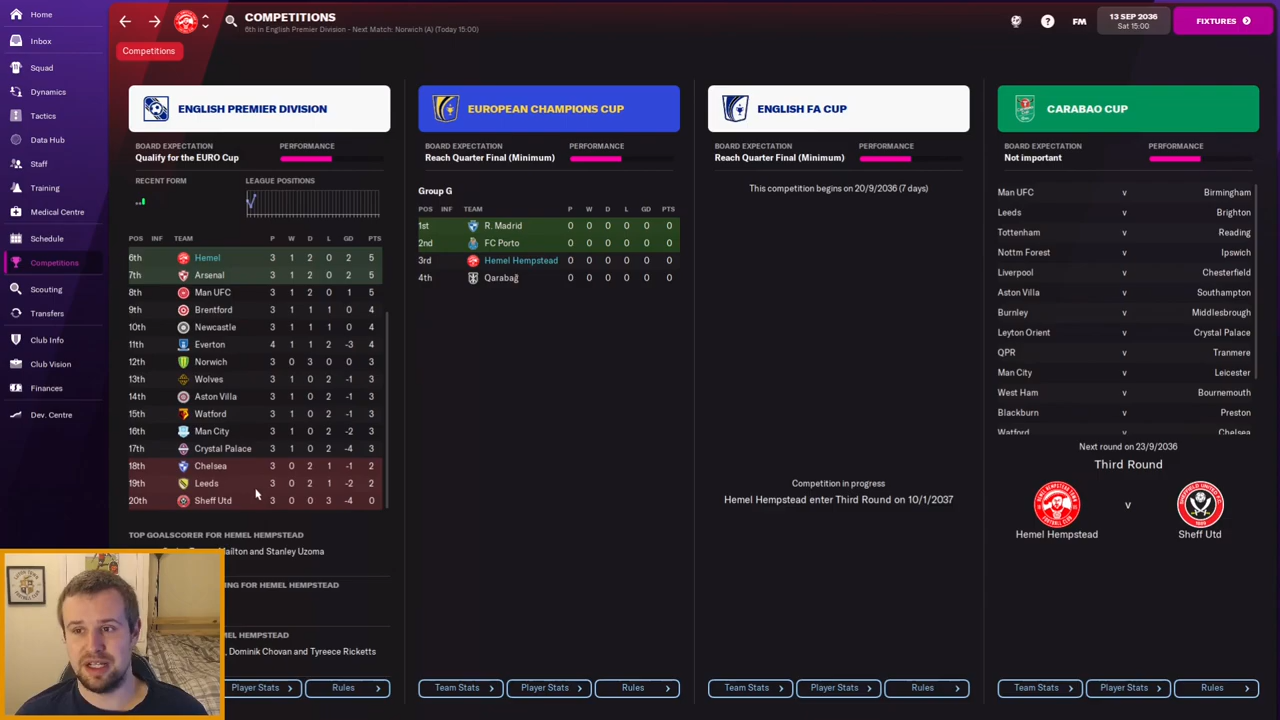 Home
Inbox
Squad
Dynamics
Tactics
Data Hub
Staff
Training
Medical Centre
Schedule
Competitions
Scouting
Transfers
Club Info
Club Vision
Finances
Dev. Centre
COMPETITIONS
6th in English Premier Division - Next Match: Norwich (A) (Today 15:00)
?
FM
13 SEP 2036
Sat 15:00
FIXTURES
Competitions
ENGLISH PREMIER DIVISION
BOARD EXPECTATION PERFORMANCE
Qualify for the EURO Cup
RECENT FORM LEAGUE POSITIONS
POS INF TEAM P W D L GD PTS
6th Hemel 3 1 2 0 2 5
7th Arsenal 3 1 2 0 2 5
8th Man UFC 3 1 2 0 1 5
9th Brentford 3 1 1 1 0 4
10th Newcastle 3 1 1 1 0 4
11th Everton 4 1 1 2 -3 4
12th Norwich 3 0 3 0 0 3
13th Wolves 3 1 0 2 -1 3
14th Aston Villa 3 1 0 2 -1 3
15th Watford 3 1 0 2 -1 3
16th Man City 3 1 0 2 -2 3
17th Crystal Palace 3 1 0 2 -4 3
18th Chelsea 3 0 2 1 -1 2
19th Leeds 3 0 2 1 -2 2
20th Sheff Utd 3 0 0 3 -4 0
TOP GOALSCORER FOR HEMEL HEMPSTEAD
Mailton and Stanley Uzoma
FOR HEMEL HEMPSTEAD
HEMEL HEMPSTEAD
, Dominik Chovan and Tyreece Ricketts
Player Stats Rules
EUROPEAN CHAMPIONS CUP
BOARD EXPECTATION PERFORMANCE
Reach Quarter Final (Minimum)
Group G
POS INF TEAM P W D L GD PTS
1st R. Madrid 0 0 0 0 0 0
2nd FC Porto 0 0 0 0 0 0
3rd Hemel Hempstead 0 0 0 0 0 0
4th Qarabağ 0 0 0 0 0 0
Team Stats Player Stats Rules
ENGLISH FA CUP
BOARD EXPECTATION PERFORMANCE
Reach Quarter Final (Minimum)
This competition begins on 20/9/2036 (7 days)
Competition in progress
Hemel Hempstead enter Third Round on 10/1/2037
Team Stats Player Stats Rules
CARABAO CUP
BOARD EXPECTATION PERFORMANCE
Not important
Man UFC v Birmingham
Leeds v Brighton
Tottenham v Reading
Nottm Forest v Ipswich
Liverpool v Chesterfield
Aston Villa v Southampton
Burnley v Middlesbrough
Leyton Orient v Crystal Palace
QPR v Tranmere
Man City v Leicester
West Ham v Bournemouth
Blackburn v Preston
Watford v Chelsea
Next round on 23/9/2036
Third Round
v
Hemel Hempstead Sheff Utd
Team Stats Player Stats Rules